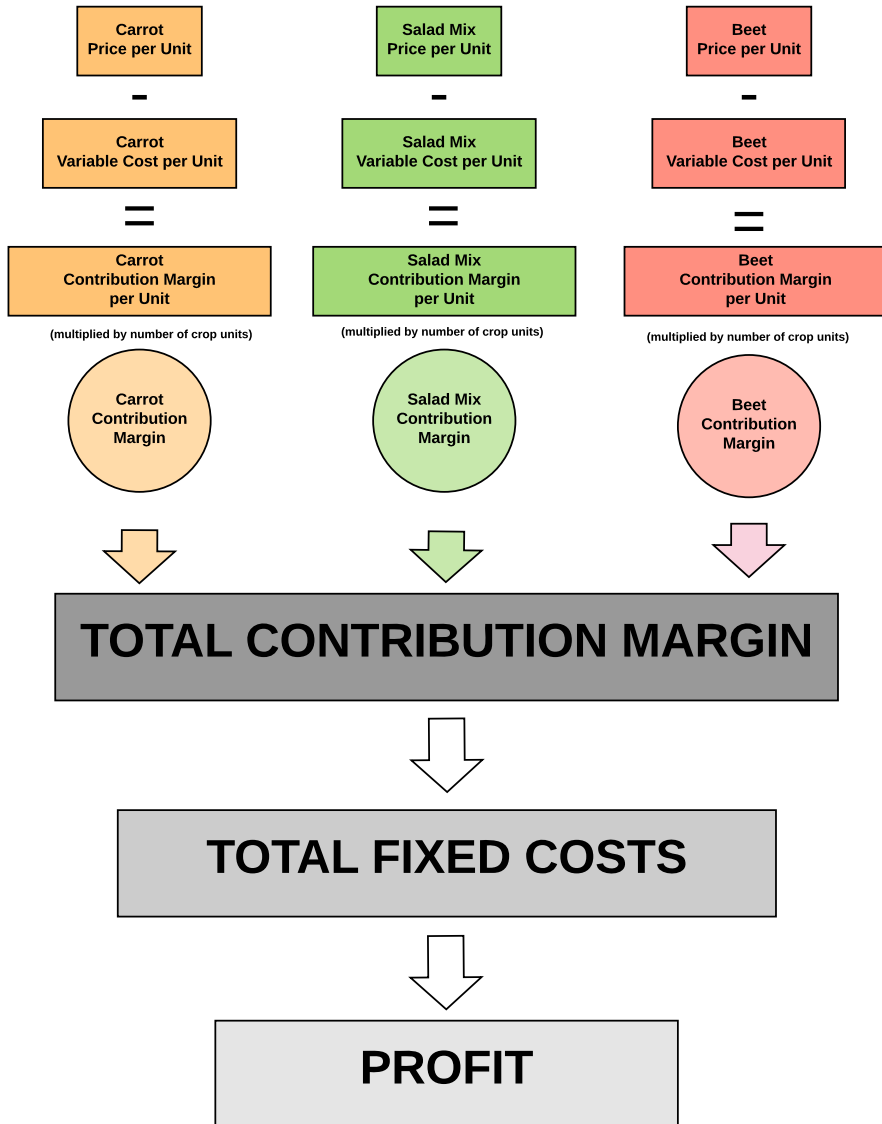 Carrot
Price per Unit
-
Carrot
Variable Cost per Unit
=
Carrot
Contribution Margin
per Unit
(multiplied by number of crop units)
Carrot
Contribution
Margin
Salad Mix
Price per Unit
-
Salad Mix
Variable Cost per Unit
=
Salad Mix
Contribution Margin
per Unit
(multiplied by number of crop units)
Salad Mix
Contribution
Margin
Beet
Price per Unit
-
Beet
Variable Cost per Unit
=
Beet
Contribution Margin
per Unit
(multiplied by number of crop units)
Beet
Contribution
Margin
TOTAL CONTRIBUTION MARGIN
TOTAL FIXED COSTS
PROFIT